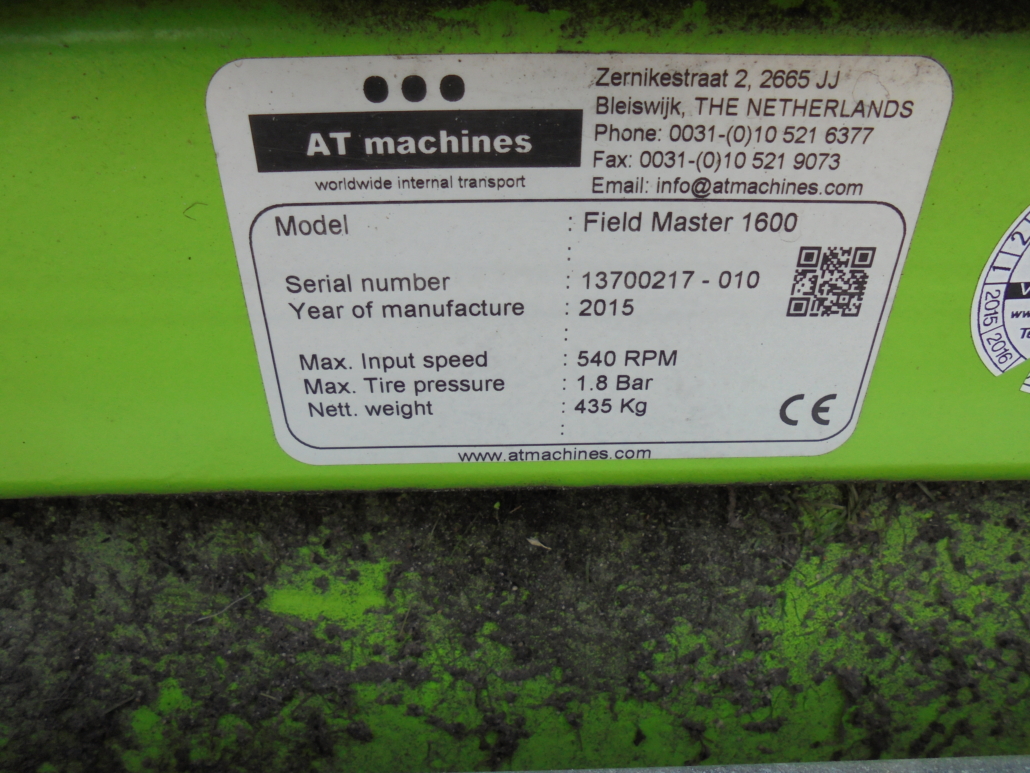 AT machines
worldwide internal transport
Zernikestraat 2, 2665 JJ
Bleiswijk, THE NETHERLANDS
Phone: 0031-(0)10 521 6377
Fax: 0031-(0)10 521 9073
Email: info@atmachines.com
Model : Field Master 1600
:
Serial number : 13700217 - 010
Year of manufacture : 2015
:
Max. Input speed : 540 RPM
Max. Tire pressure : 1.8 Bar
Nett. weight : 435 Kg
:
CE
www.atmachines.com
1 2
2015 2016